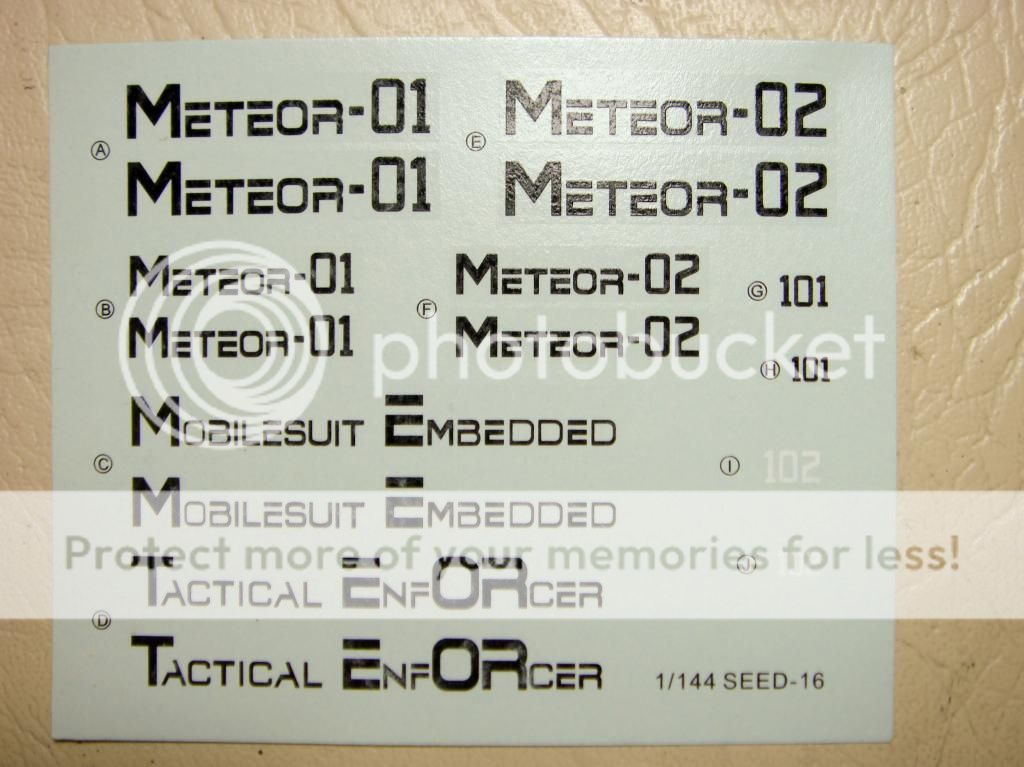 METEOR-01 METEOR-02
A E
METEOR-01 METEOR-02
METEOR-01 METEOR-02 G 101
B F
METEOR-01 METEOR-02
photobucket
H 101
MOBILESUIT EMBEDDED
C I 102
MOBILESUIT EMBEDDED
Protect more of your memories for less!
J
TACTICAL ENFORCER
D
TACTICAL ENFORCER 1/144 SEED-16